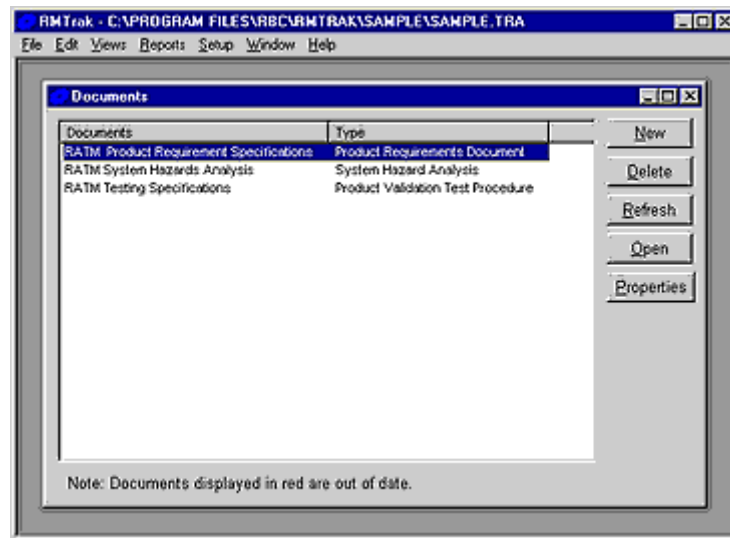 RMTrak - C:\PROGRAM FILES\RBC\RMTRAK\SAMPLE\SAMPLE.TRA
File Edit Views Reports Setup Window Help
Documents
Documents Type
RATM Product Requirement Specifications Product Requirements Document
RATM System Hazards Analysis System Hazard Analysis
RATM Testing Specifications Product Validation Test Procedure
New
Delete
Refresh
Open
Properties
Note: Documents displayed in red are out of date.